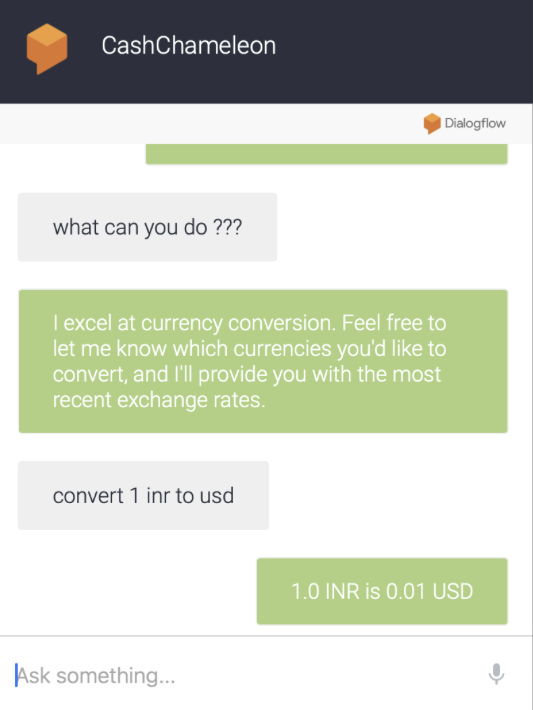 CashChameleon
Dialogflow
what can you do ???
I excel at currency conversion. Feel free to
let me know which currencies you'd like to
convert, and I'll provide you with the most
recent exchange rates.
convert 1 inr to usd
1.0 INR is 0.01 USD
Ask something...